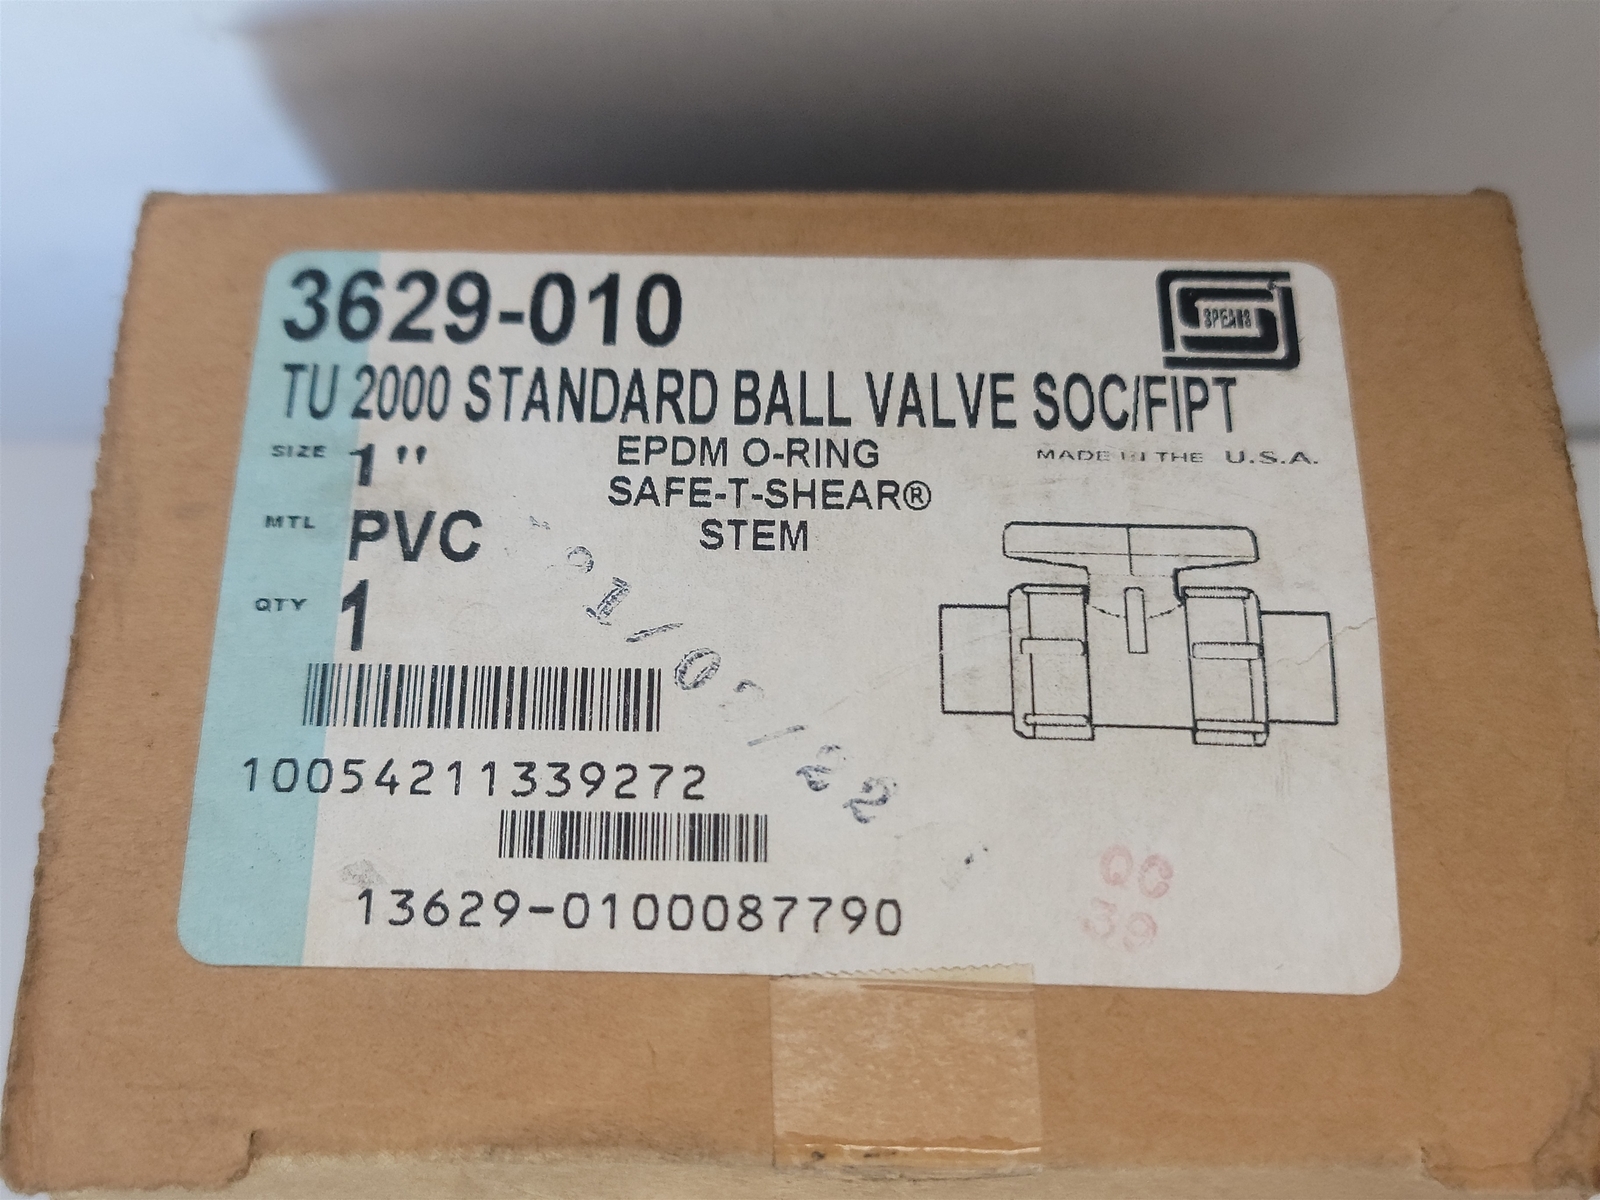 3629-010
SPEARS
TU 2000 STANDARD BALL VALVE SOC/FIPT
SIZE 1"
EPDM O-RING
MADE IN THE U.S.A.
SAFE-T-SHEAR®
MTL PVC
STEM
QTY 1
10054211339272
13629-0100087790
QC
39